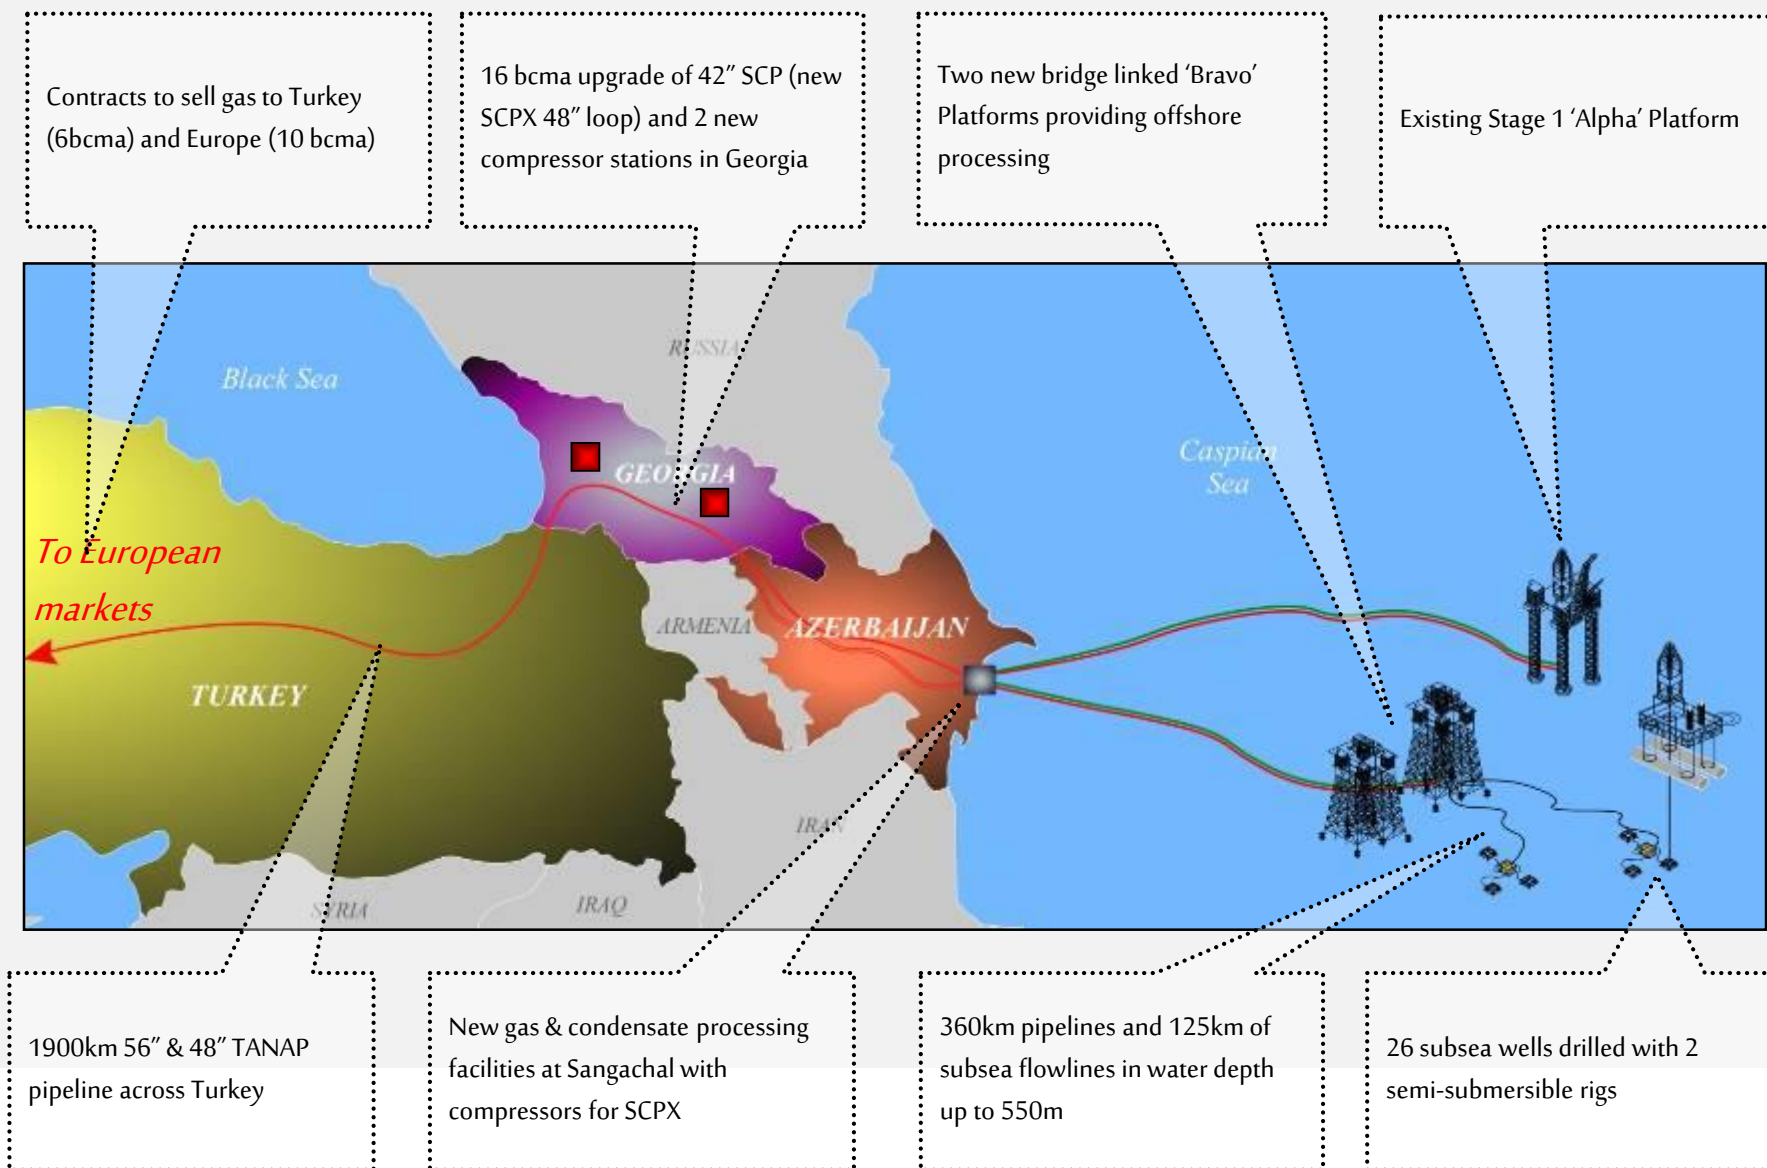 Contracts to sell gas to Turkey
(6bcma) and Europe (10 bcma)
16 bcma upgrade of 42” SCP (new
SCPX 48” loop) and 2 new
compressor stations in Georgia
Two new bridge linked ‘Bravo’
Platforms providing offshore
processing
Existing Stage 1 ‘Alpha’ Platform
RUSSIA
Black Sea
Caspian
Sea
GEORGIA
To European
markets
ARMENIA
AZERBAIJAN
TURKEY
IRAN
SYRIA
IRAQ
1900km 56” & 48” TANAP
pipeline across Turkey
New gas & condensate processing
facilities at Sangachal with
compressors for SCPX
360km pipelines and 125km of
subsea flowlines in water depth
up to 550m
26 subsea wells drilled with 2
semi-submersible rigs